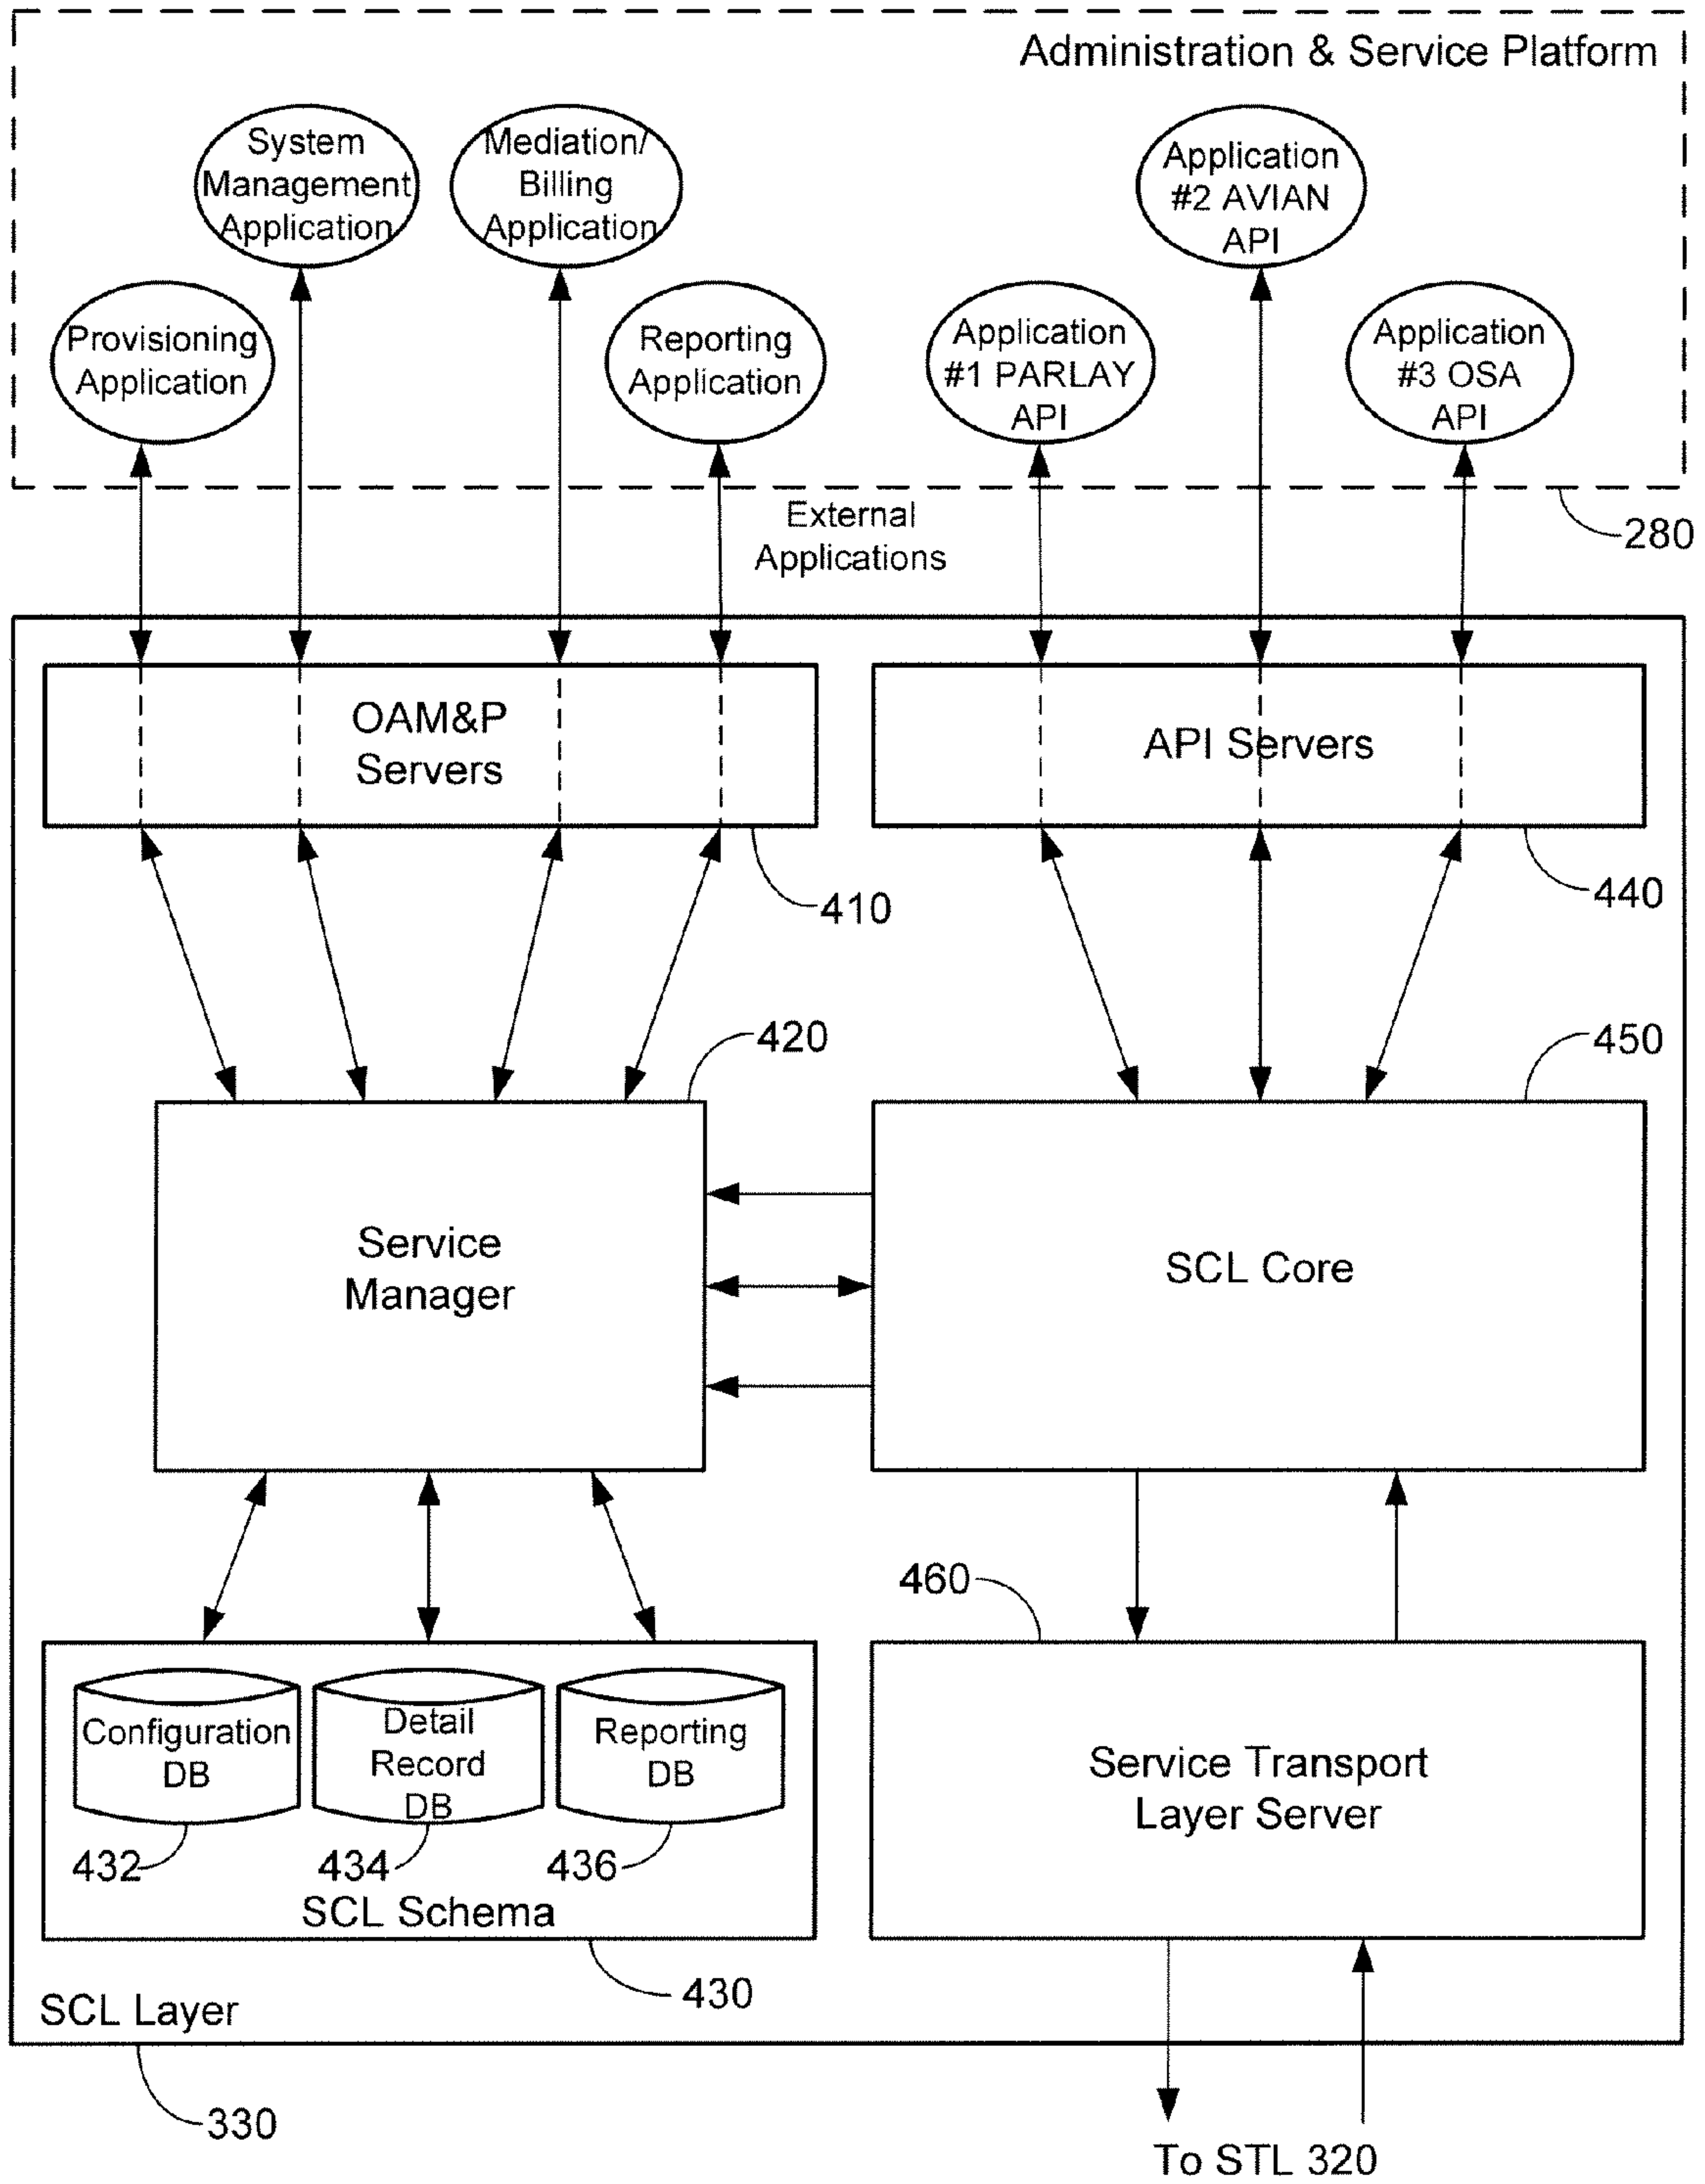 Administration & Service Platform
System
Management
Application
Mediation/
Billing
Application
Application
#2 AVIAN
API
Provisioning
Application
Reporting
Application
Application
#1 PARLAY
API
Application
#3 OSA
API
External
Applications
280
OAM&P
Servers
API Servers
410
440
420
450
Service
Manager
SCL Core
460
Configuration
DB
Detail
Record
DB
Reporting
DB
432
434
436
SCL Schema
Service Transport
Layer Server
430
SCL Layer
330
To STL 320